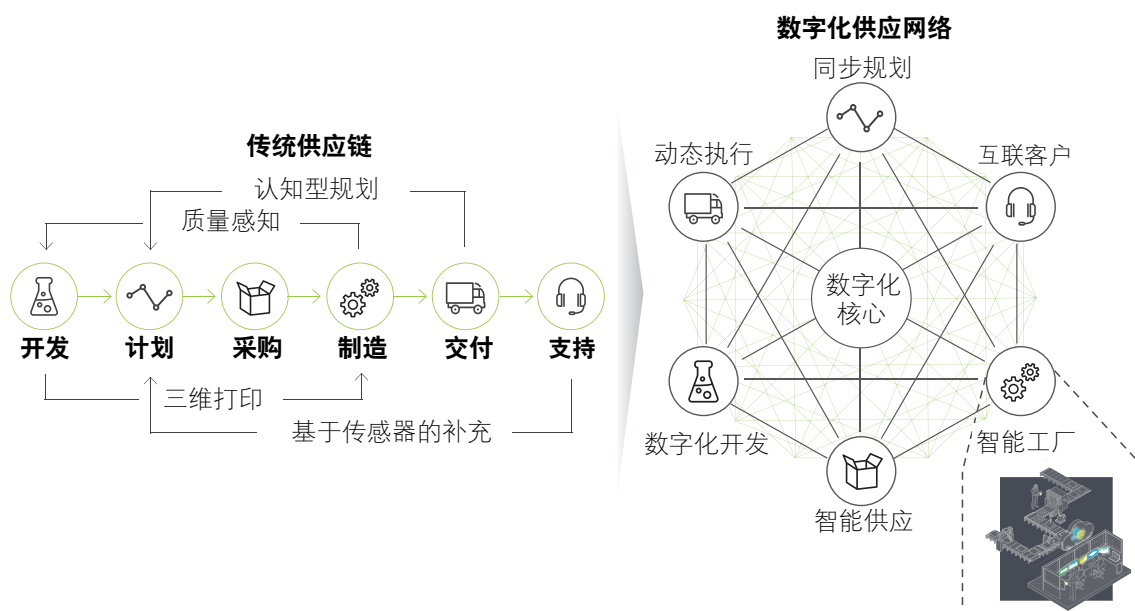 传统供应链
认知型规划
质量感知
开发
计划
采购
制造
交付
支持
三维打印
基于传感器的补充
数字化供应网络
同步规划
动态执行
互联客户
数字化
核心
数字化开发
智能工厂
智能供应